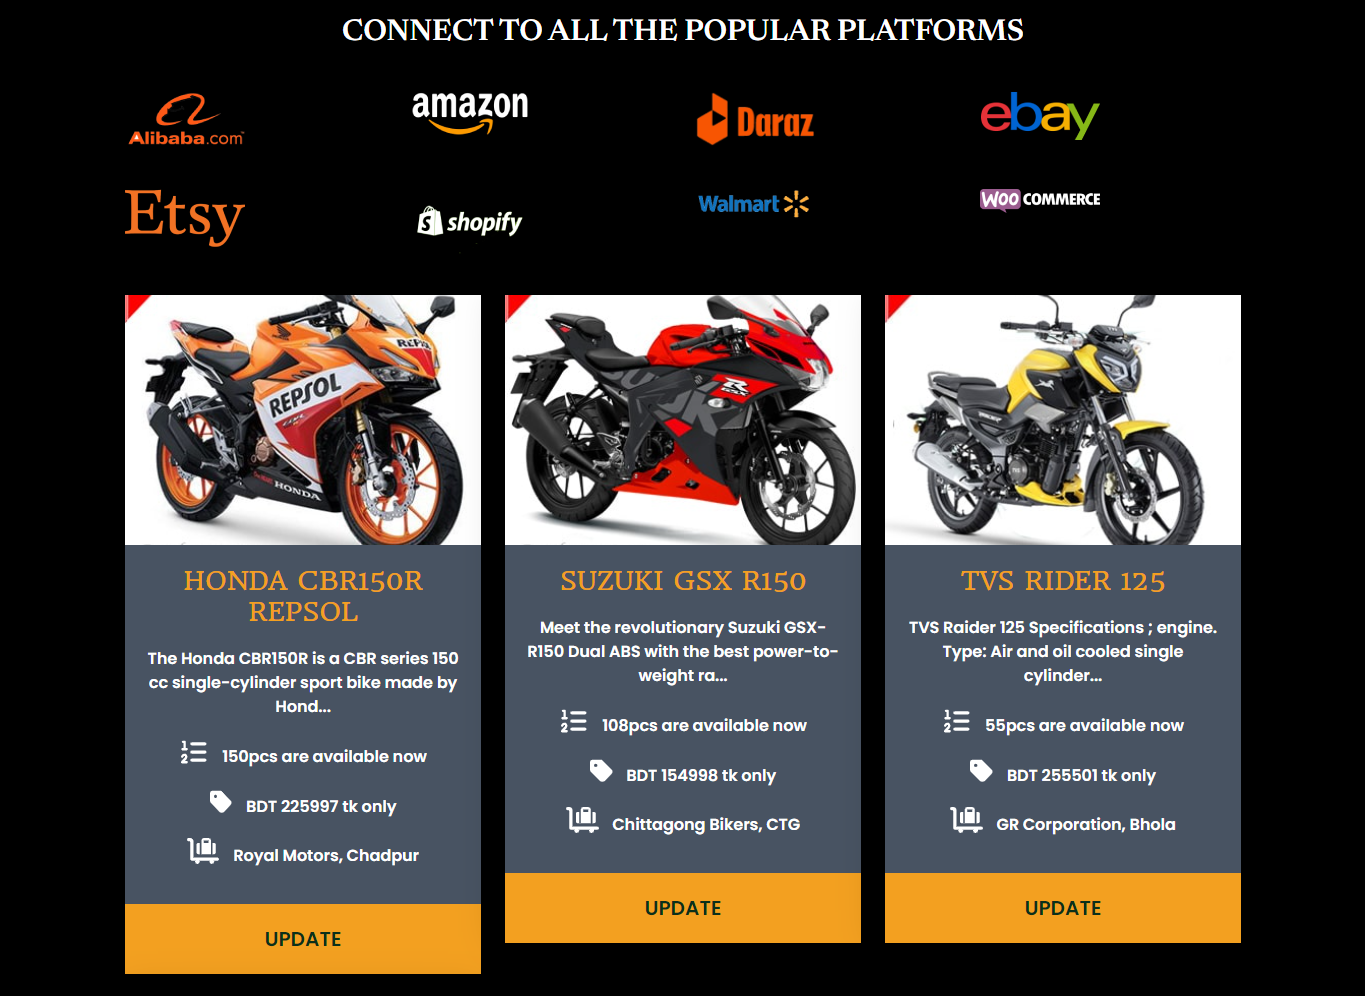 CONNECT TO ALL THE POPULAR PLATFORMS
Alibaba.com
amazon
Daraz
ebay
Etsy
shopify
Walmart
WOO COMMERCE
REPSOL
HONDA
HONDA CBR150R
REPSOL
The Honda CBR150R is a CBR series 150
cc single-cylinder sport bike made by
Hond...
150pcs are available now
BDT 225997 tk only
Royal Motors, Chadpur
UPDATE
R
GSX
SUZUKI GSX R150
Meet the revolutionary Suzuki GSX-
R150 Dual ABS with the best power-to-
weight ra...
108pcs are available now
BDT 154998 tk only
Chittagong Bikers, CTG
UPDATE
TVS RIDER 125
TVS Raider 125 Specifications ; engine.
Type: Air and oil cooled single
cylinder...
55pcs are available now
BDT 255501 tk only
GR Corporation, Bhola
UPDATE